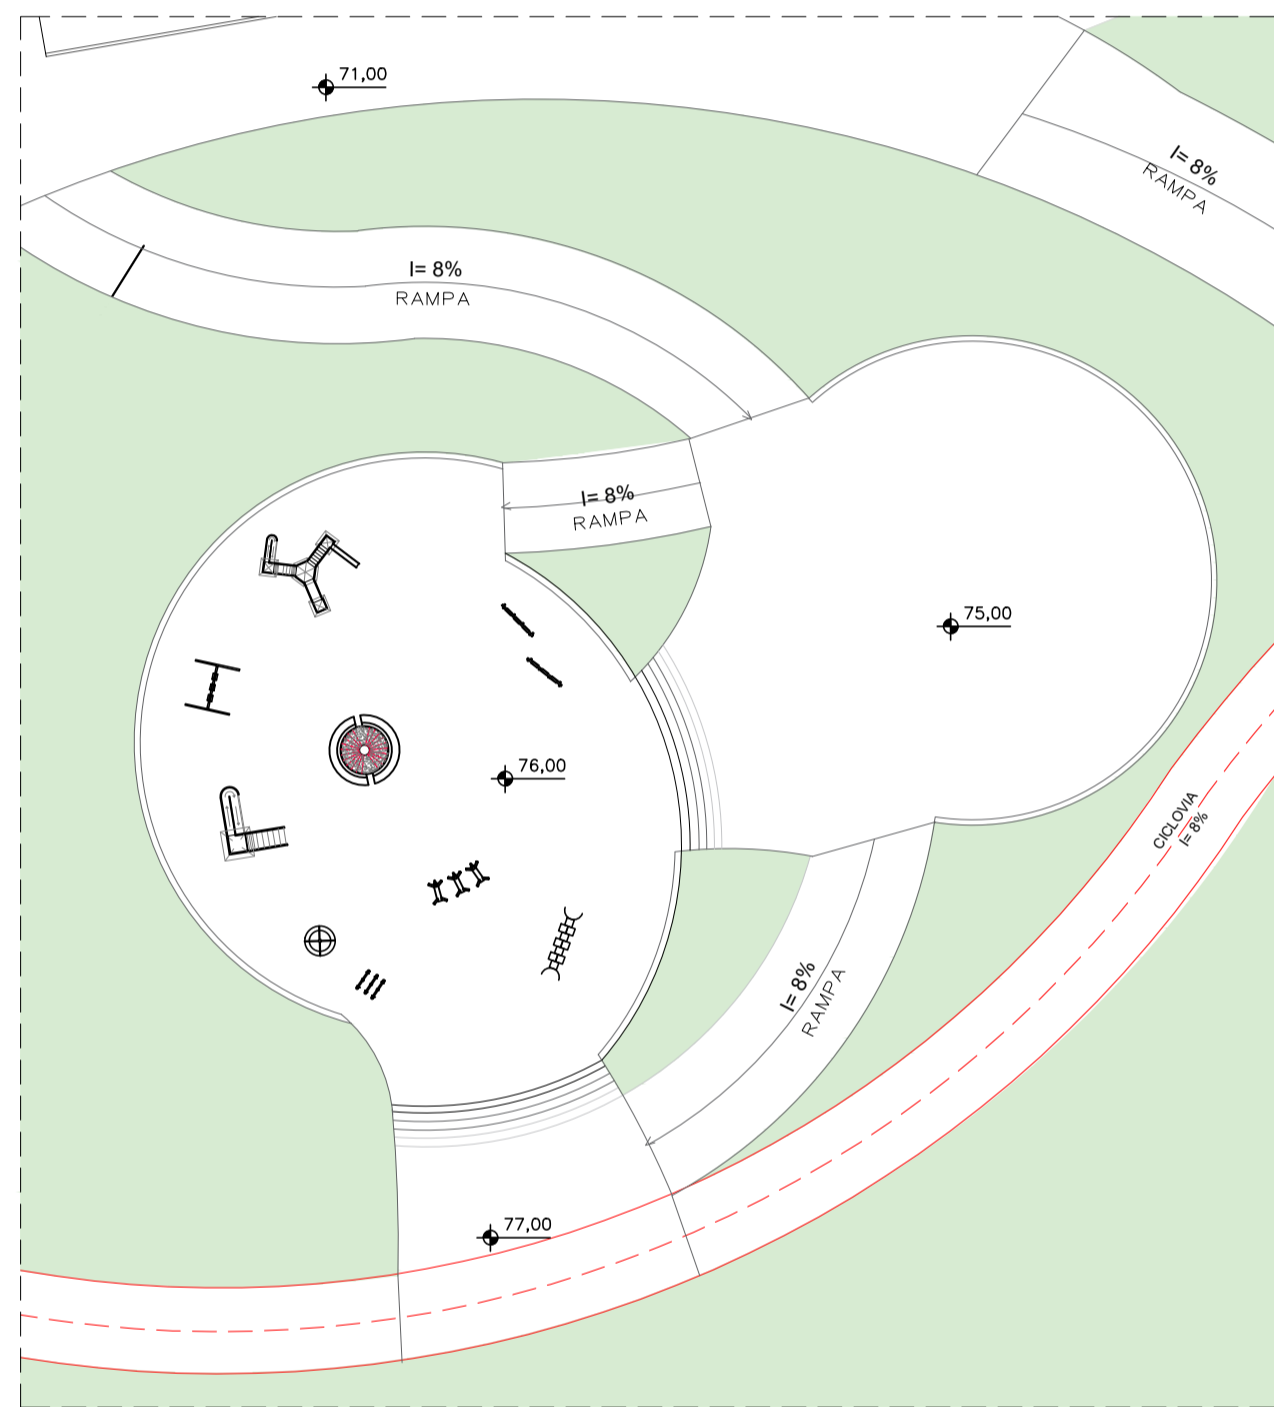 71,00
I= 8%
RAMPA
I= 8%
RAMPA
I= 8%
RAMPA
75,00
76,00
CICLOVIA
I= 8%
I= 8%
RAMPA
77,00